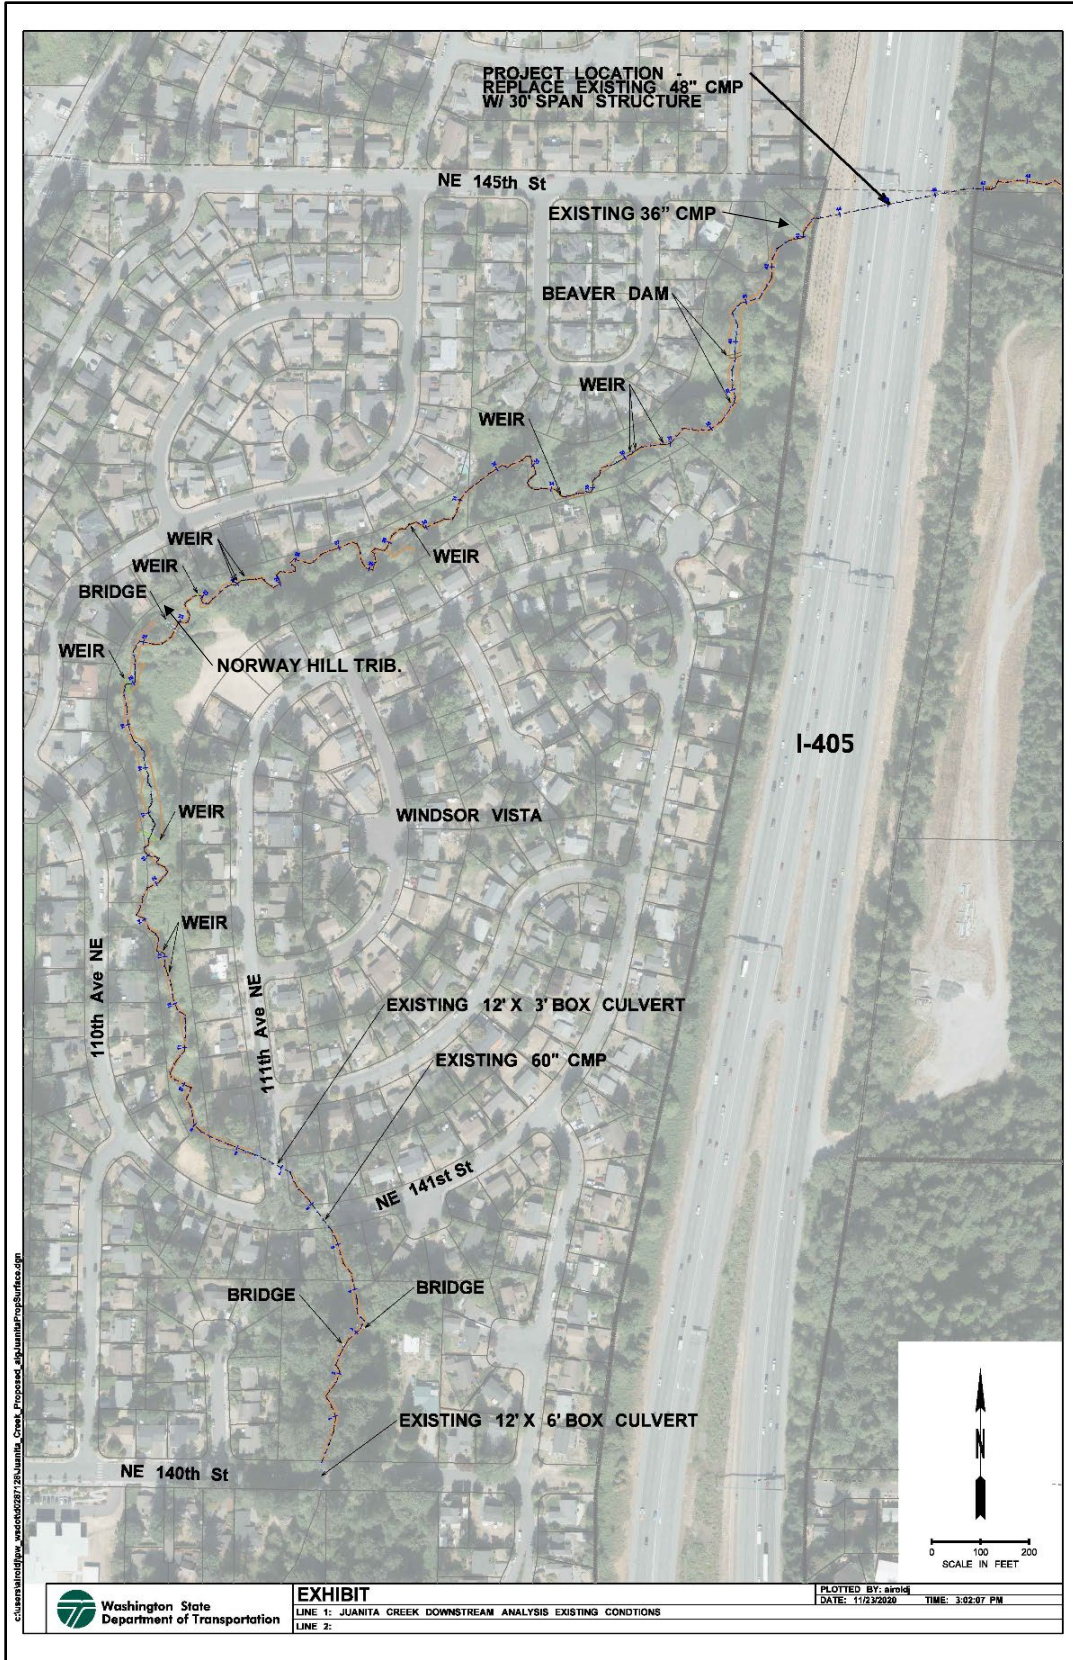 PROJECT LOCATION -
REPLACE EXISTING 48" CMP
W/ 30' SPAN STRUCTURE
NE 145th St
EXISTING 36" CMP
BEAVER DAM
WEIR
WEIR
WEIR
WEIR
WEIR
BRIDGE
WEIR
NORWAY HILL TRIB.
I-405
WEIR
WINDSOR VISTA
WEIR
110th Ave NE
111th Ave NE
EXISTING 12' X 3' BOX CULVERT
EXISTING 60" CMP
NE 141st St
BRIDGE
BRIDGE
EXISTING 12' X 6' BOX CULVERT
NE 140th St
N
0 100 200
SCALE IN FEET
Washington State
Department of Transportation
EXHIBIT
LINE 1: JUANITA CREEK DOWNSTREAM ANALYSIS EXISTING CONDTIONS
LINE 2:
PLOTTED BY: airoldj
DATE: 11/23/2020 TIME: 3:02:07 PM